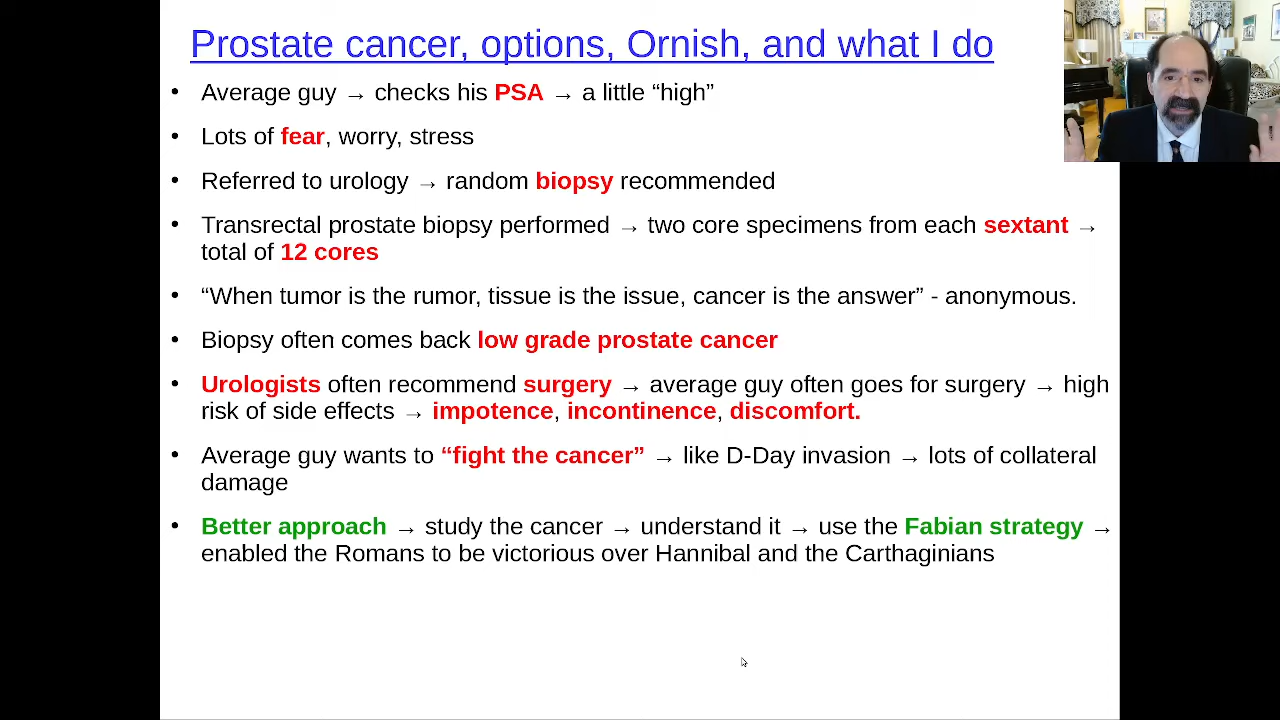 Prostate cancer, options, Ornish, and what I do
• Average guy → checks his PSA → a little “high”
• Lots of fear, worry, stress
• Referred to urology → random biopsy recommended
• Transrectal prostate biopsy performed → two core specimens from each sextant →
total of 12 cores
• “When tumor is the rumor, tissue is the issue, cancer is the answer” - anonymous.
• Biopsy often comes back low grade prostate cancer
• Urologists often recommend surgery → average guy often goes for surgery → high
risk of side effects → impotence, incontinence, discomfort.
• Average guy wants to “fight the cancer” → like D-Day invasion → lots of collateral
damage
• Better approach → study the cancer → understand it → use the Fabian strategy →
enabled the Romans to be victorious over Hannibal and the Carthaginians